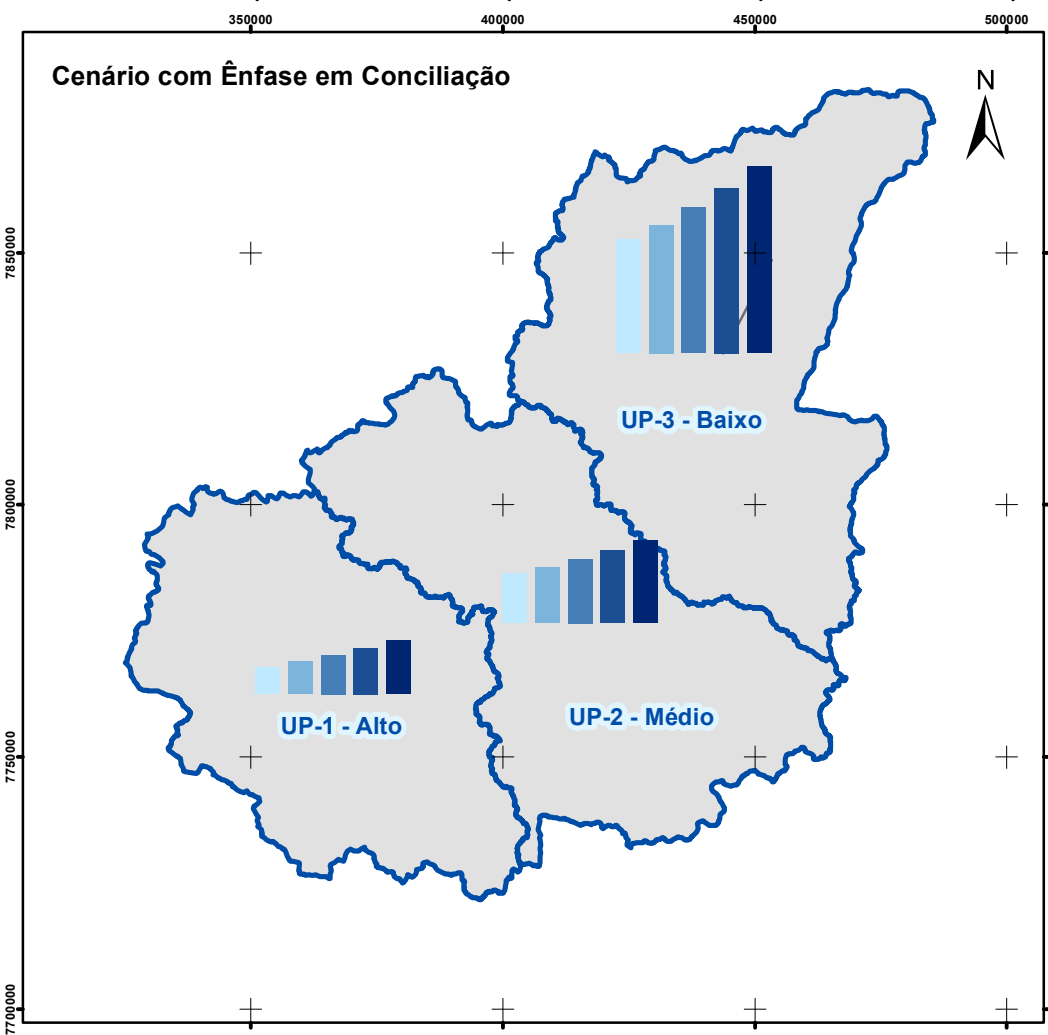 350000 400000 450000 500000
Cenário com Ênfase em Conciliação
N
7850000
UP-3 - Baixo
7800000
UP-2 - Médio
UP-1 - Alto
7750000
7700000